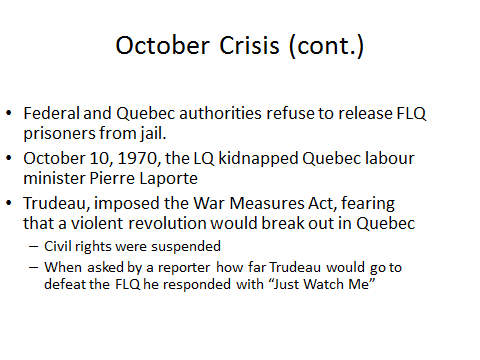 October Crisis (cont.)
• Federal and Quebec authorities refuse to release FLQ
prisoners from jail.
• October 10, 1970, the LQ kidnapped Quebec labour
minister Pierre Laporte
• Trudeau, imposed the War Measures Act, fearing
that a violent revolution would break out in Quebec
– Civil rights were suspended
– When asked by a reporter how far Trudeau would go to
defeat the FLQ he responded with “Just Watch Me”